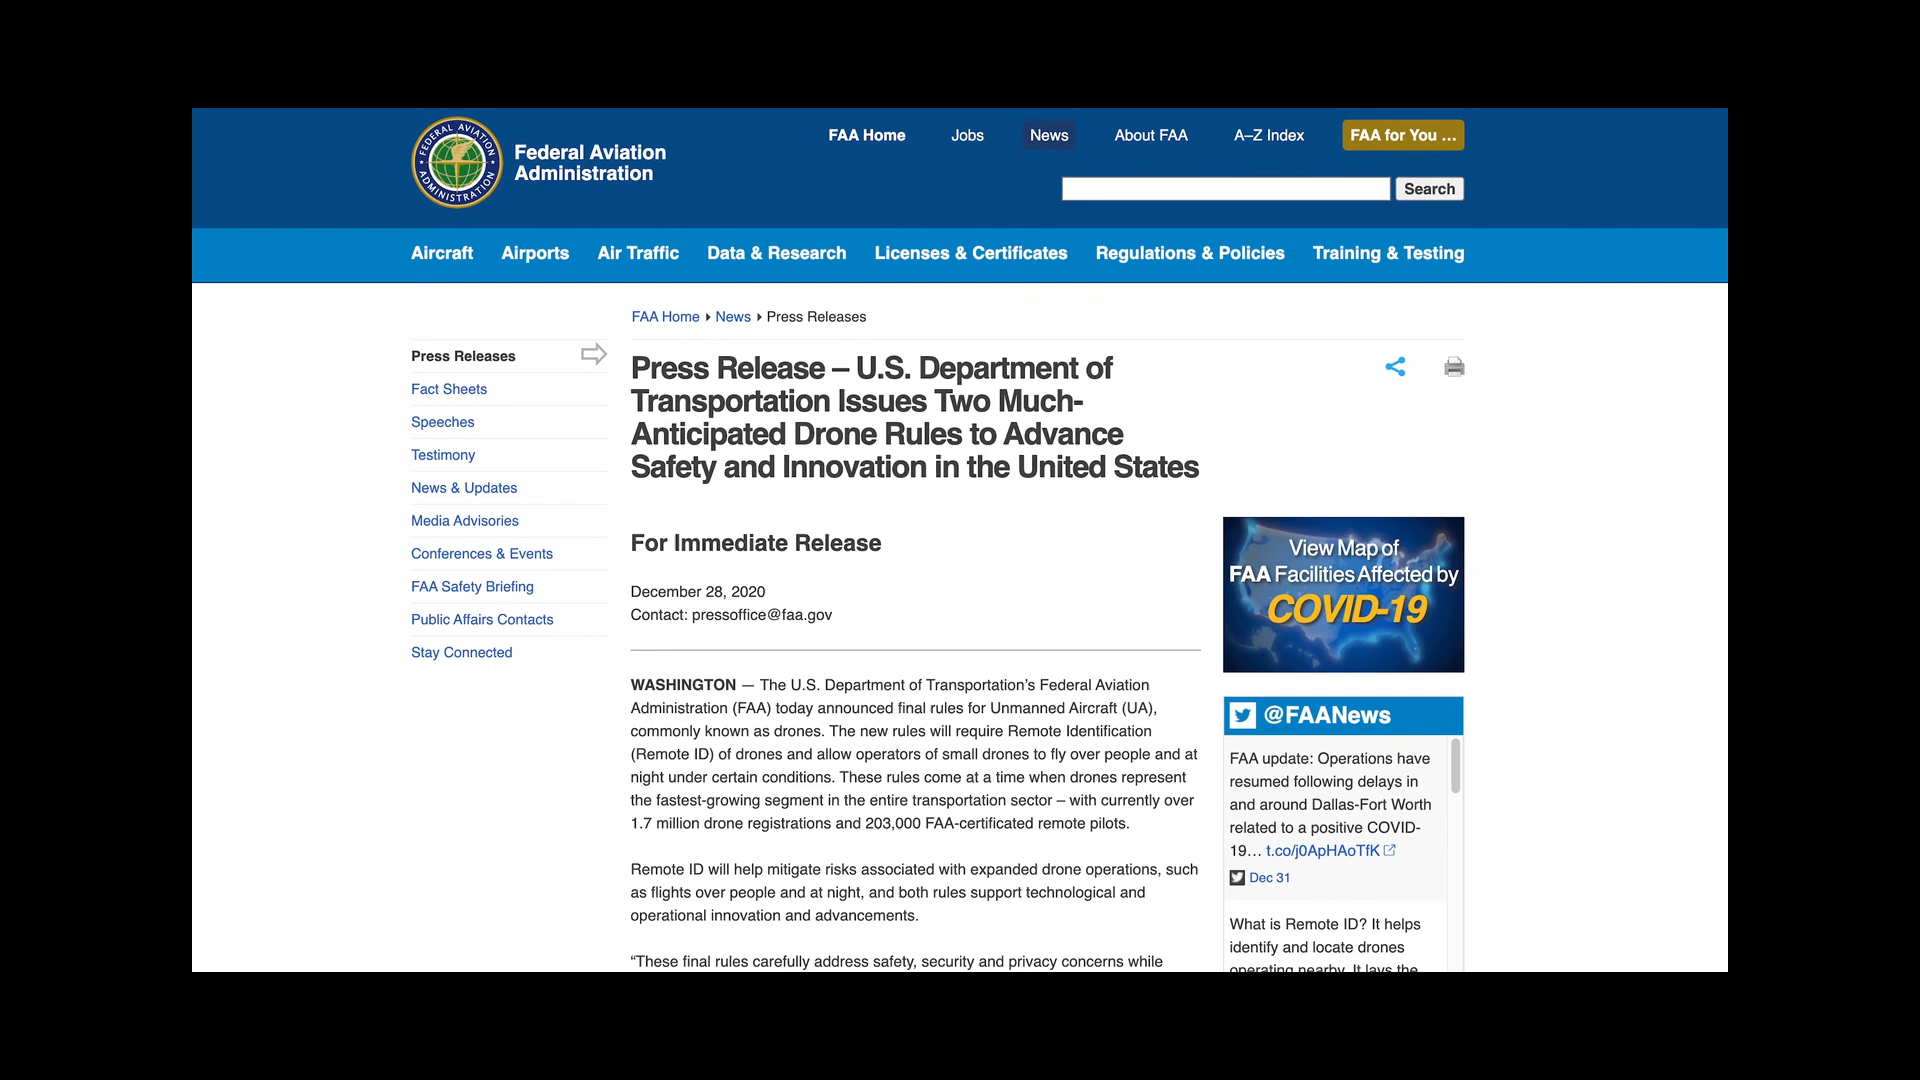 FEDERAL AVIATION
ADMINISTRATION
Federal Aviation
Administration
FAA Home
Jobs
News
About FAA
A–Z Index
FAA for You ...
Search
Aircraft
Airports
Air Traffic
Data & Research
Licenses & Certificates
Regulations & Policies
Training & Testing
FAA Home
News
Press Releases
Press Releases
Fact Sheets
Speeches
Testimony
News & Updates
Media Advisories
Conferences & Events
FAA Safety Briefing
Public Affairs Contacts
Stay Connected
Press Release – U.S. Department of
Transportation Issues Two Much-
Anticipated Drone Rules to Advance
Safety and Innovation in the United States
For Immediate Release
December 28, 2020
Contact: pressoffice@faa.gov
WASHINGTON — The U.S. Department of Transportation’s Federal Aviation
Administration (FAA) today announced final rules for Unmanned Aircraft (UA),
commonly known as drones. The new rules will require Remote Identification
(Remote ID) of drones and allow operators of small drones to fly over people and at
night under certain conditions. These rules come at a time when drones represent
the fastest-growing segment in the entire transportation sector – with currently over
1.7 million drone registrations and 203,000 FAA-certificated remote pilots.
Remote ID will help mitigate risks associated with expanded drone operations, such
as flights over people and at night, and both rules support technological and
operational innovation and advancements.
“These final rules carefully address safety, security and privacy concerns while
View Map of
FAA Facilities Affected by
COVID-19
@FAANews
FAA update: Operations have
resumed following delays in
and around Dallas-Fort Worth
related to a positive COVID-
19… t.co/j0ApHAoTfK
Dec 31
What is Remote ID? It helps
identify and locate drones
operating nearby. It lays the